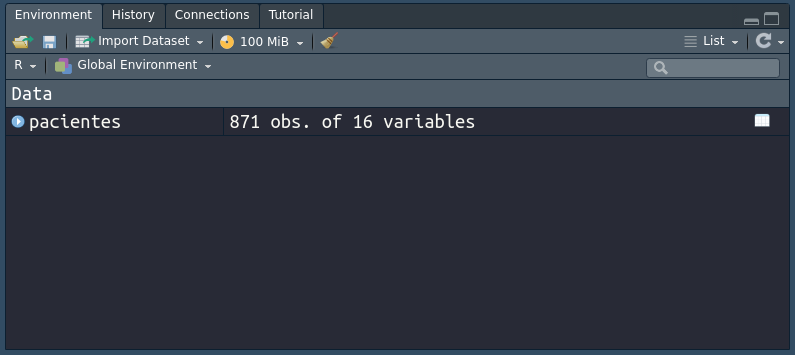 Environment History Connections Tutorial
Import Dataset 100 MiB List
R Global Environment
Data
pacientes 871 obs. of 16 variables